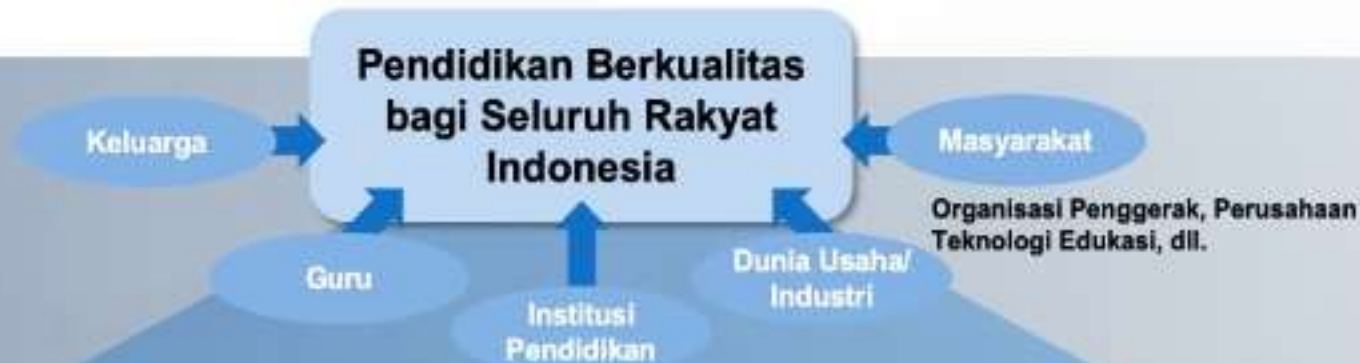 Pendidikan Berkualitas
bagi Seluruh Rakyat
Indonesia
Keluarga
Masyarakat
Organisasi Penggerak, Perusahaan
Teknologi Edukasi, dll.
Guru
Institusi
Pendidikan
Dunia Usaha/
Industri